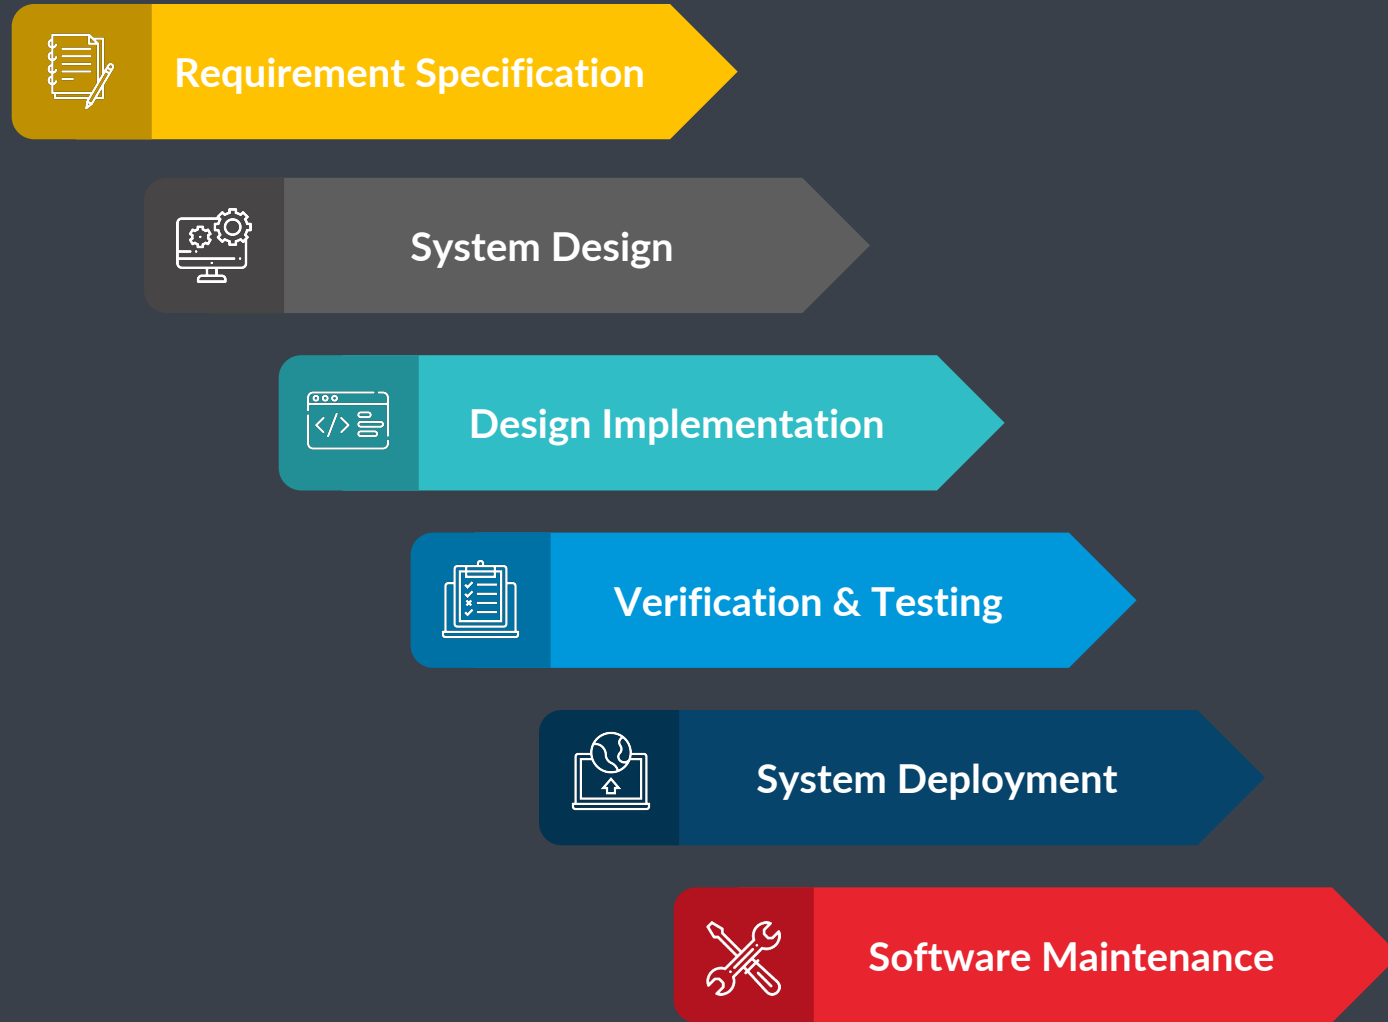 Requirement Specification
System Design
Design Implementation
Verification & Testing
System Deployment
Software Maintenance